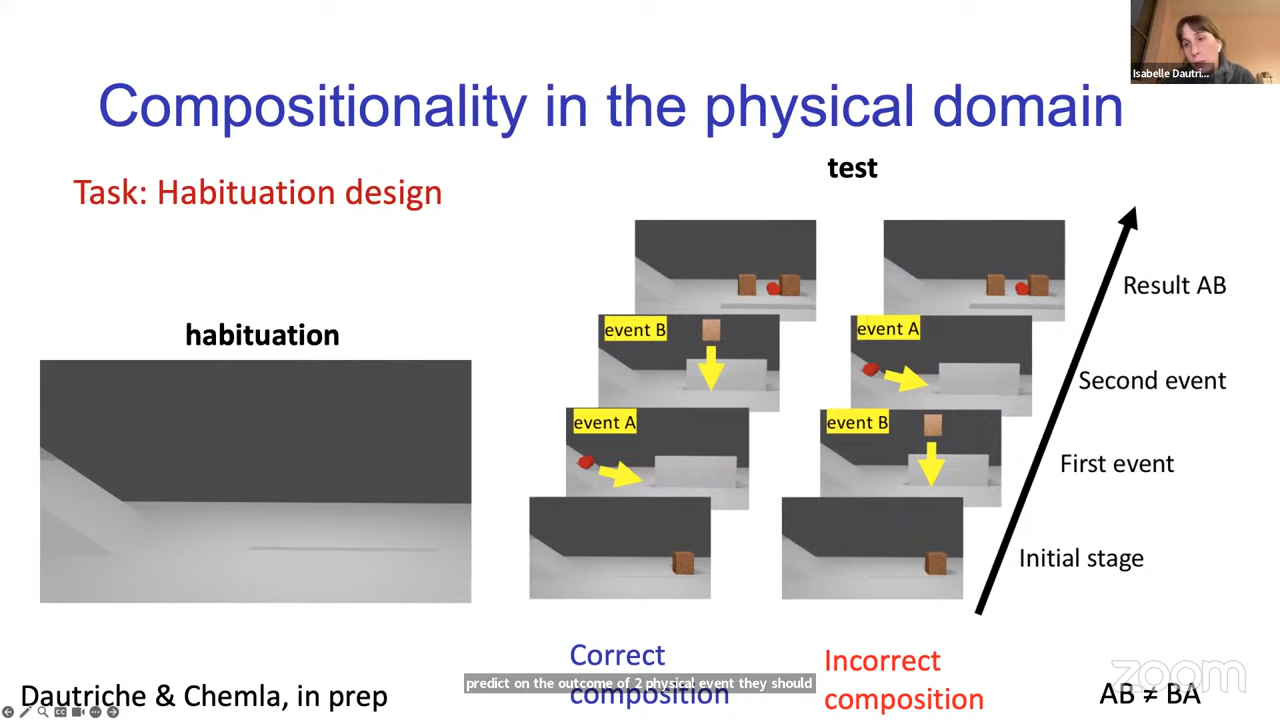 Isabelle Dautri...
Compositionality in the physical domain
test
Task: Habituation design
Result AB
habituation
event B
event A
Second event
event A
event B
First event
Initial stage
Correct
composition
Incorrect
composition
predict on the outcome of 2 physical event they should
Dautriche & Chemla, in prep
AB ≠ BA
zoom